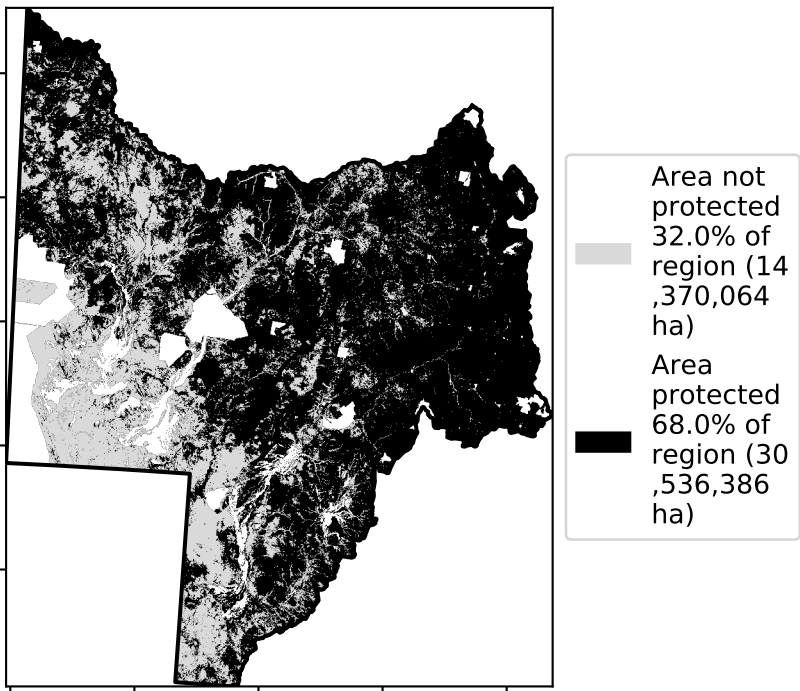 Area not
protected
32.0% of
region (14
,370,064
ha)
Area
protected
68.0% of
region (30
,536,386
ha)